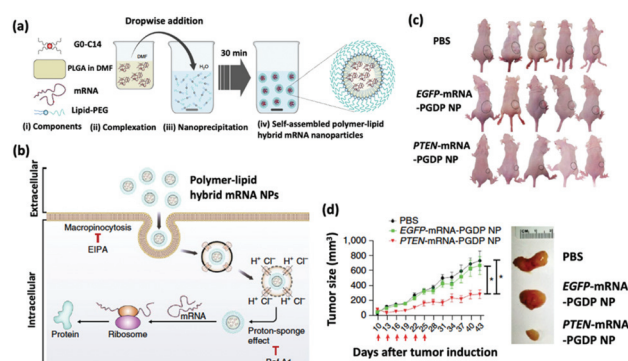 (a)
Dropwise addition
G0-C14
PLGA in DMF
mRNA
Lipid-PEG
DMF
H₂O
30 min
(i) Components
(ii) Complexation
(iii) Nanoprecipitation
(iv) Self-assembled polymer-lipid
hybrid mRNA nanoparticles
(b)
Extracellular
Intracellular
Polymer-lipid
hybrid mRNA NPs
Macropinocytosis
EIPA
H⁺ Cl⁻
H⁺ Cl⁻
H⁺ Cl⁻
H⁺ Cl⁻
Proton-sponge
effect
mRNA
Ribosome
Protein
(c)
PBS
EGFP-mRNA
-PGDP NP
PTEN-mRNA
-PGDP NP
(d)
PBS
EGFP-mRNA-PGDP NP
PTEN-mRNA-PGDP NP
Tumor size (mm³)
1,000
800
600
400
200
0
* *
10 13 16 19 22 25 28 31 34 37 40 43
Days after tumor induction
PBS
EGFP-mRNA
-PGDP NP
PTEN-mRNA
-PGDP NP